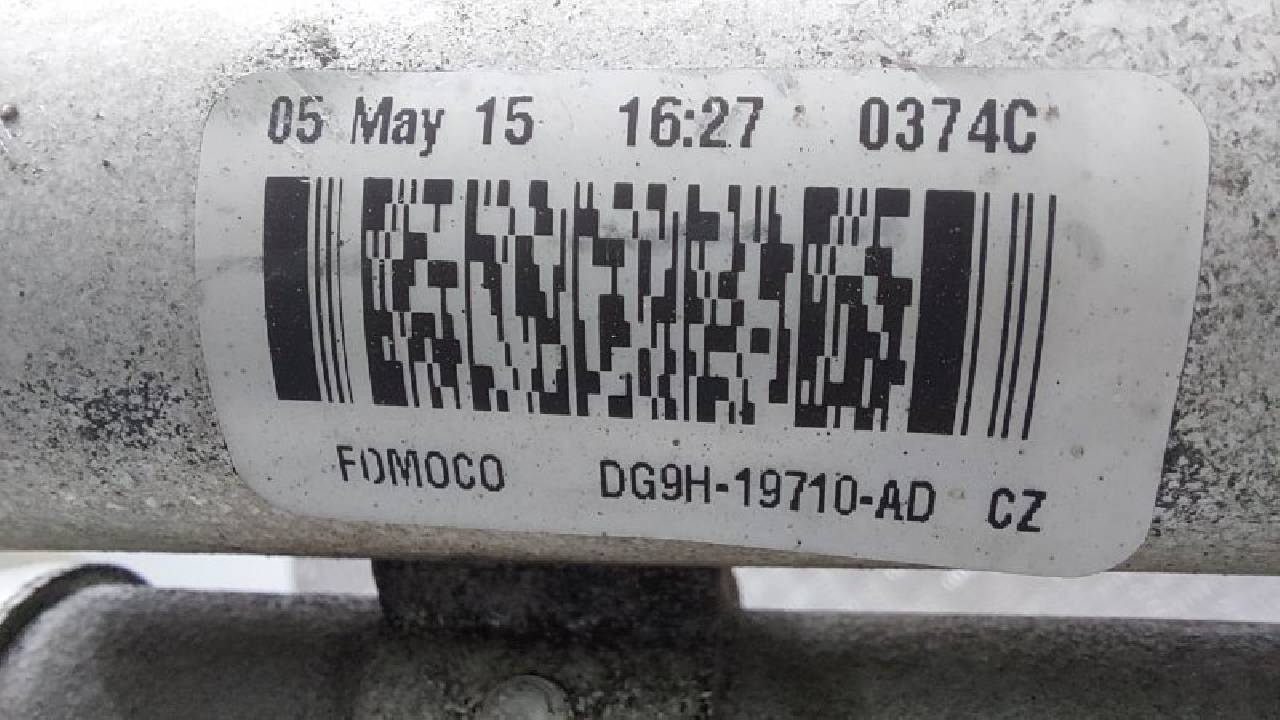 05 May 15 16:27 0374C
FOMOCO DG9H-19710-AD CZ